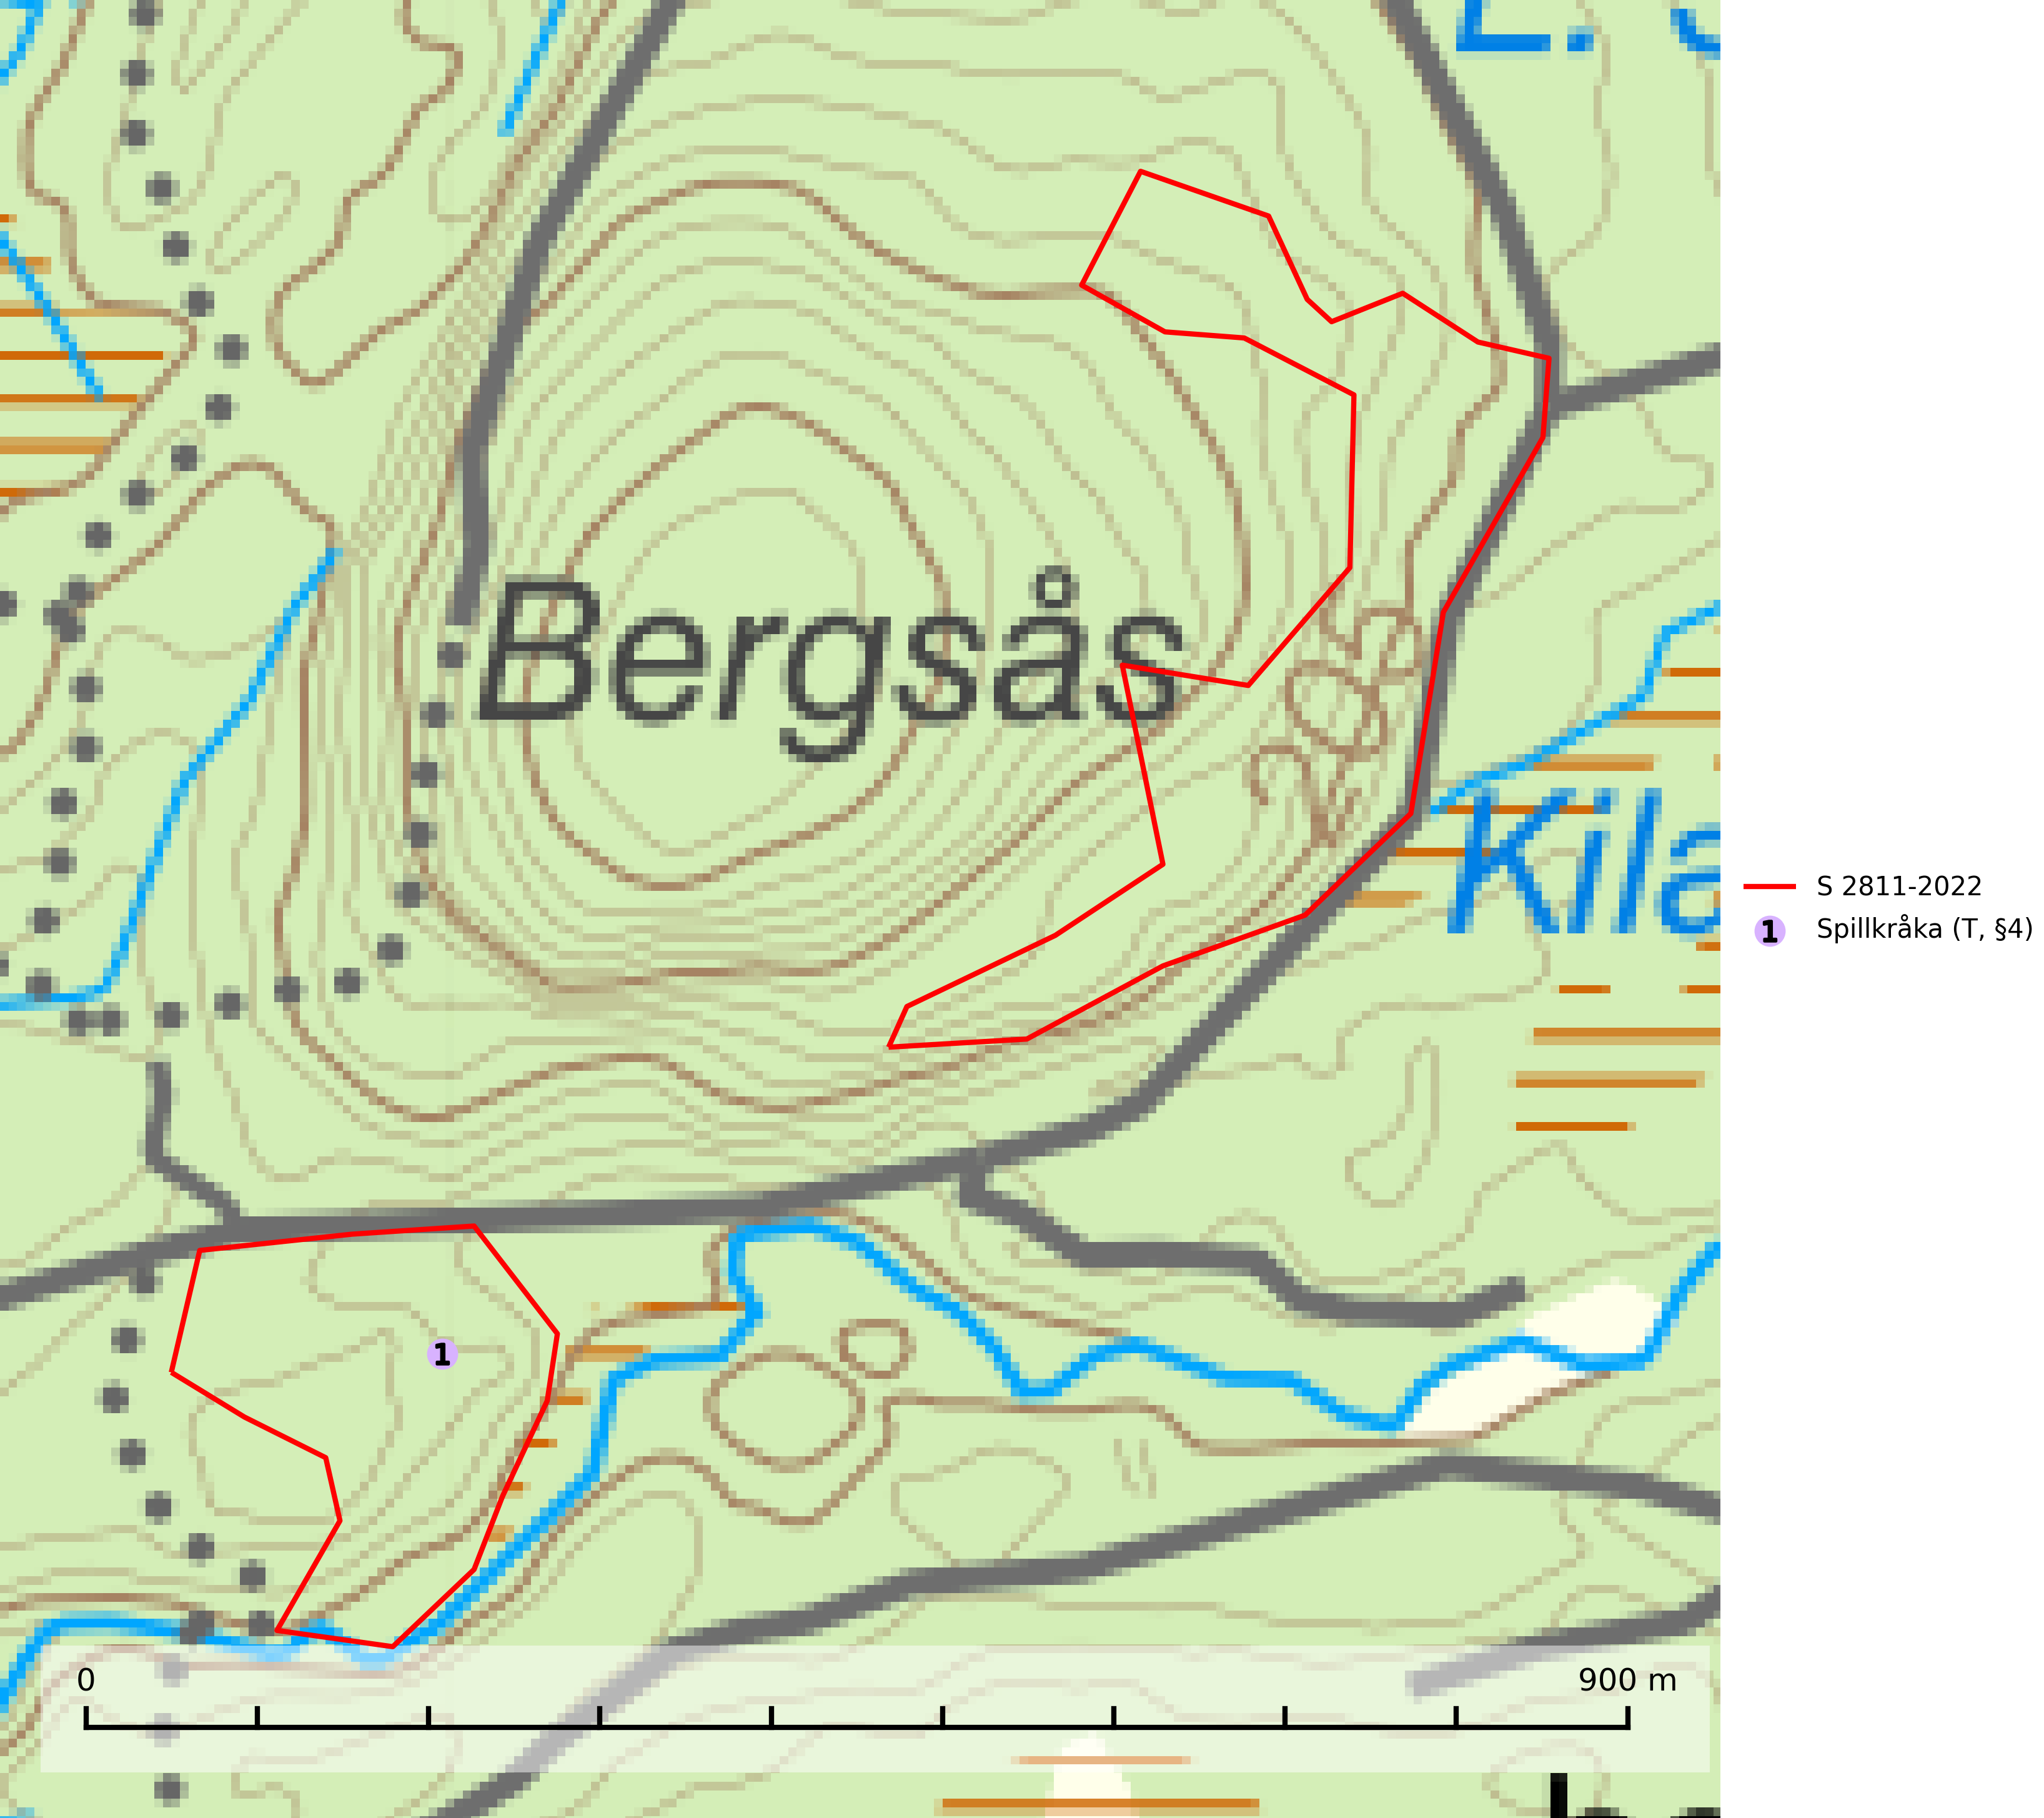 L.
Bergsås
Kila
S 2811-2022
1 Spillkråka (T, §4)
1
0 900 m